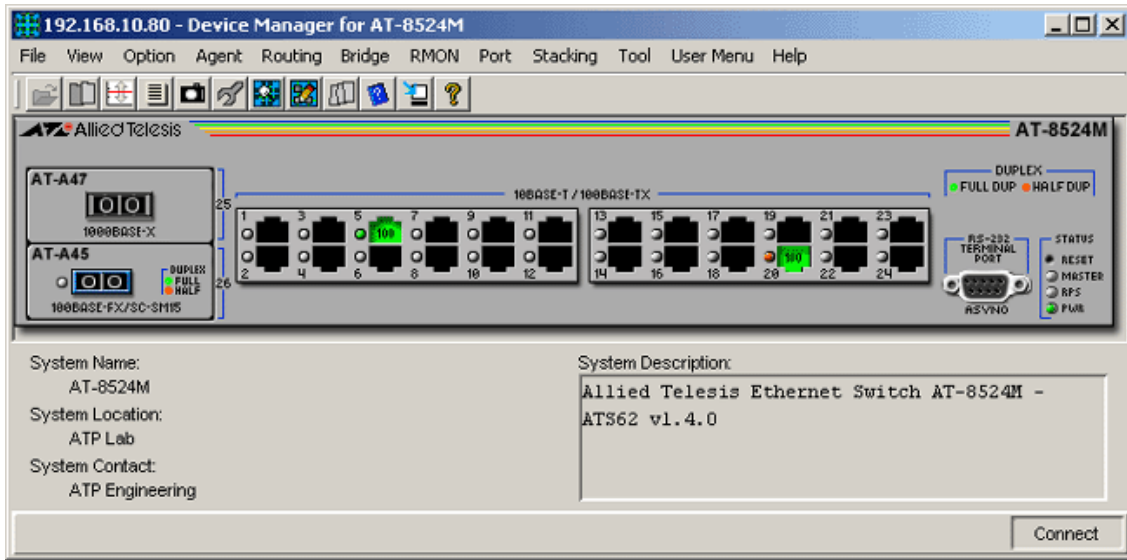 192.168.10.80 - Device Manager for AT-8524M
File View Option Agent Routing Bridge RMON Port Stacking Tool User Menu Help
Allied Telesis AT-8524M
AT-A47
1000BASE-X
25
AT-A45
DUPLEX
FULL
HALF
100BASE-FX/SC-SM15
26
10BASE-T / 100BASE-TX
1 3 5 7 9 11 13 15 17 19 21 23
100
100
2 4 6 8 10 12 14 16 18 20 22 24
DUPLEX
FULL DUP HALF DUP
RS-232
TERMINAL
PORT
ASYN0
STATUS
RESET
MASTER
RPS
PWR
System Name:
AT-8524M
System Location:
ATP Lab
System Contact:
ATP Engineering
System Description:
Allied Telesis Ethernet Switch AT-8524M -
ATS62 v1.4.0
Connect